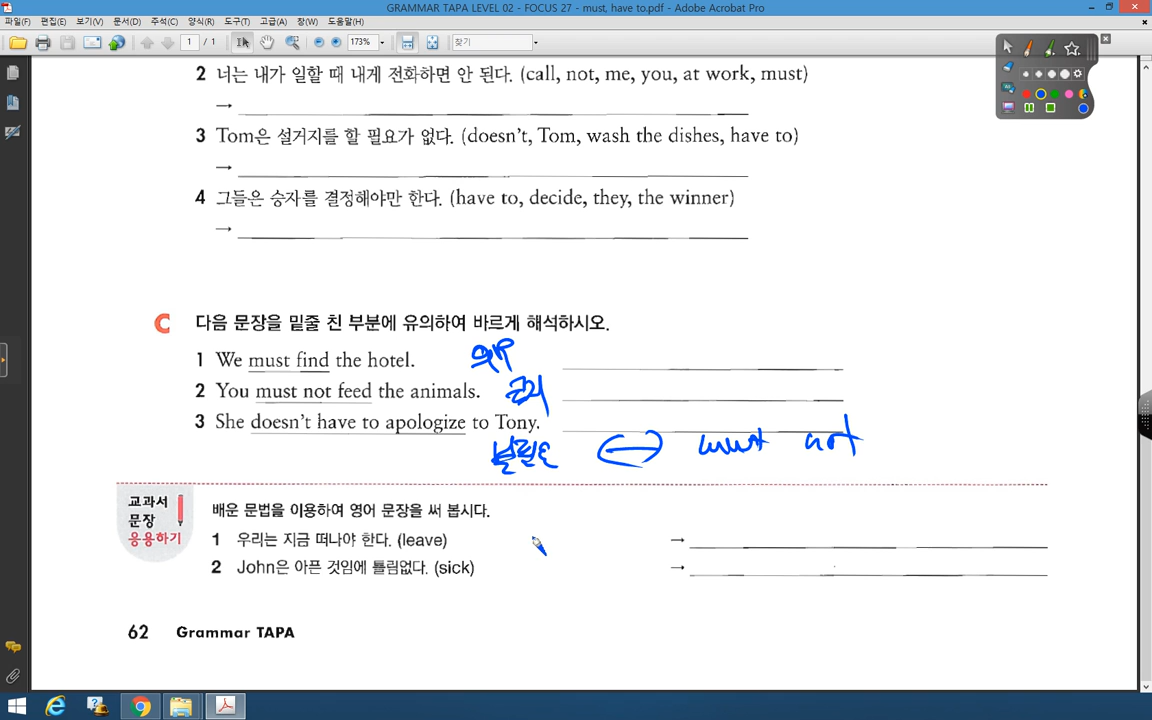 GRAMMAR TAPA LEVEL 02 - FOCUS 27 - must, have to.pdf - Adobe Acrobat Pro
파일(F) 편집(E) 보기(V) 문서(D) 주석(C) 양식(R) 도구(T) 고급(A) 창(W) 도움말(H)
1 / 1 173% 찾기
2 너는 내가 일할 때 내게 전화하면 안 된다. (call, not, me, you, at work, must)
→
3 Tom은 설거지를 할 필요가 없다. (doesn't, Tom, wash the dishes, have to)
→
4 그들은 승자를 결정해야만 한다. (have to, decide, they, the winner)
→
C 다음 문장을 밑줄 친 부분에 유의하여 바르게 해석하시오.
1 We must find the hotel. 의무
2 You must not feed the animals. 금지
3 She doesn't have to apologize to Tony.
불필요 ↔ must not
교과서
문장
응용하기
배운 문법을 이용하여 영어 문장을 써 봅시다.
1 우리는 지금 떠나야 한다. (leave) →
2 John은 아픈 것임에 틀림없다. (sick) →
62 Grammar TAPA